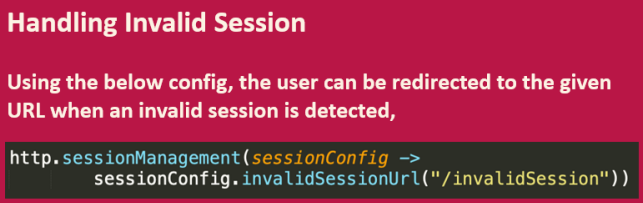 Handling Invalid Session
Using the below config, the user can be redirected to the given
URL when an invalid session is detected,
http.sessionManagement(sessionConfig ->
sessionConfig.invalidSessionUrl("/invalidSession"))